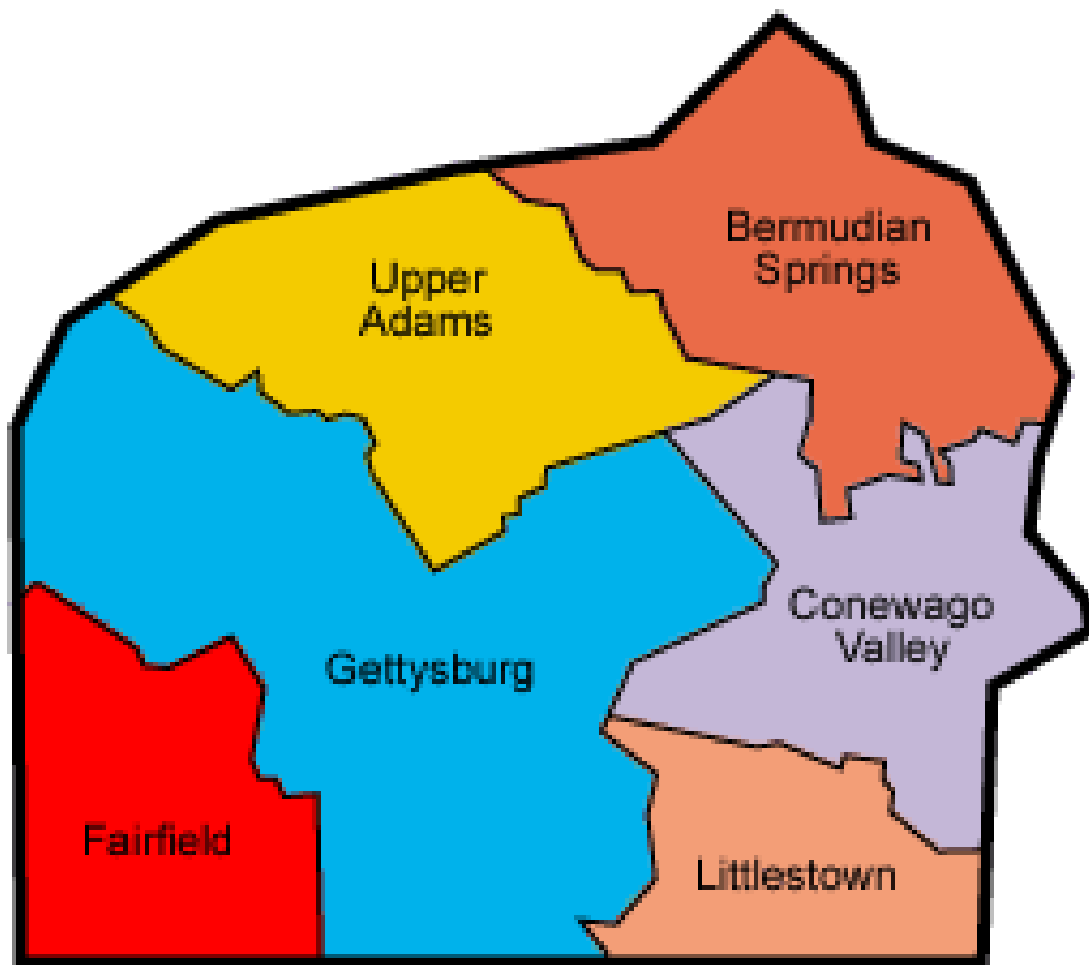 Bermudian
Springs
Upper
Adams
Conewago
Valley
Gettysburg
Fairfield
Littlestown